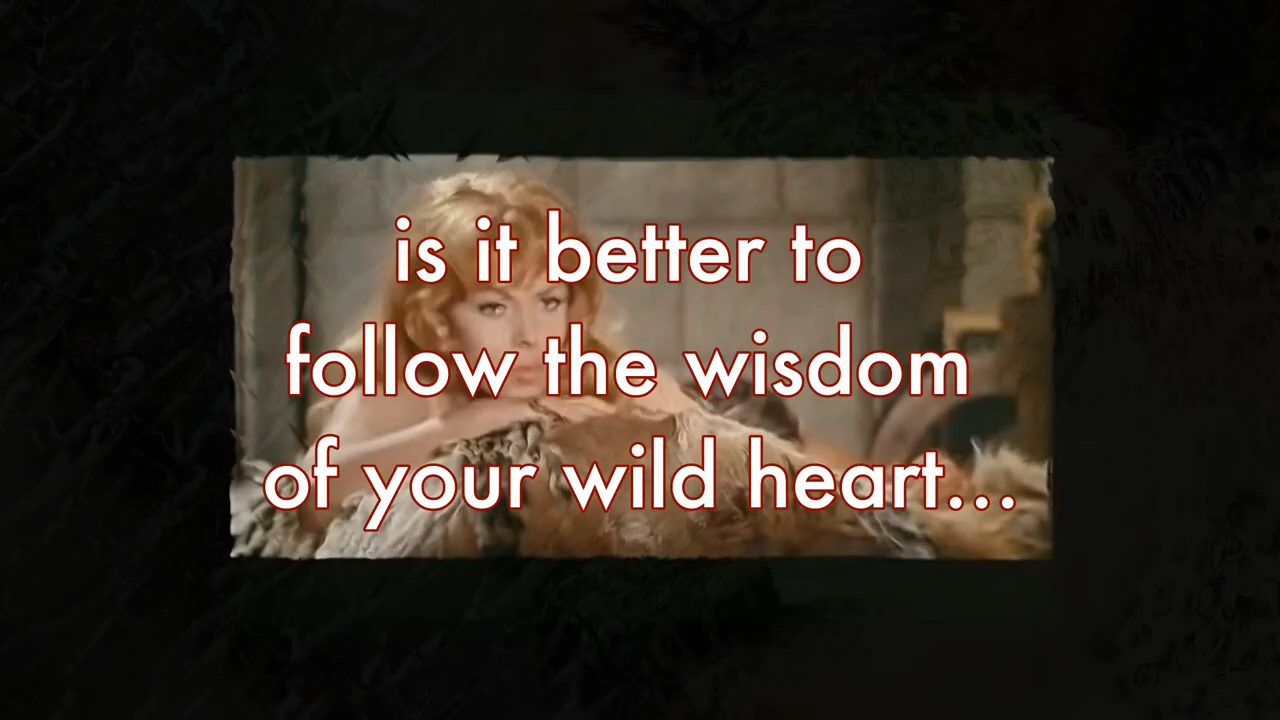 is it better to
follow the wisdom
of your wild heart...